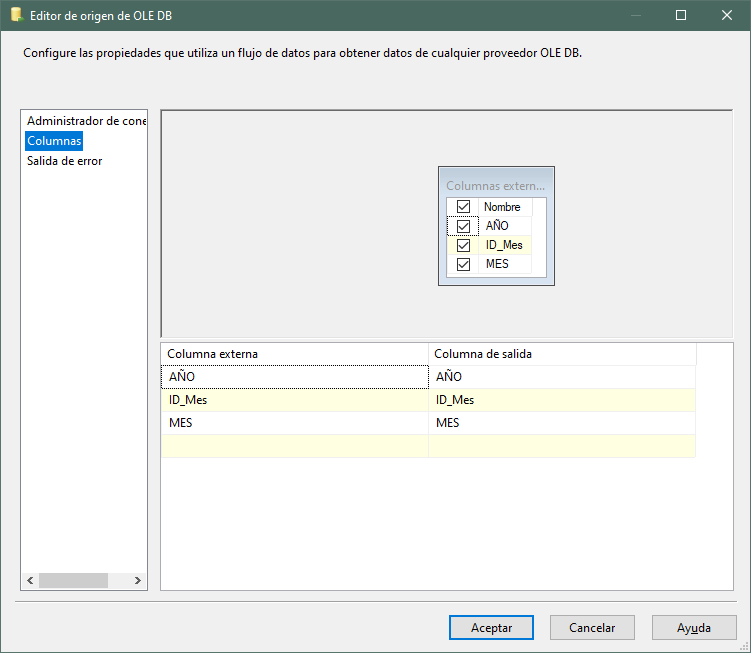 Editor de origen de OLE DB
Configure las propiedades que utiliza un flujo de datos para obtener datos de cualquier proveedor OLE DB.
Administrador de cone
Columnas
Salida de error
Columnas extern...
Nombre
AÑO
ID_Mes
MES
Columna externa Columna de salida
AÑO AÑO
ID_Mes ID_Mes
MES MES
Aceptar Cancelar Ayuda